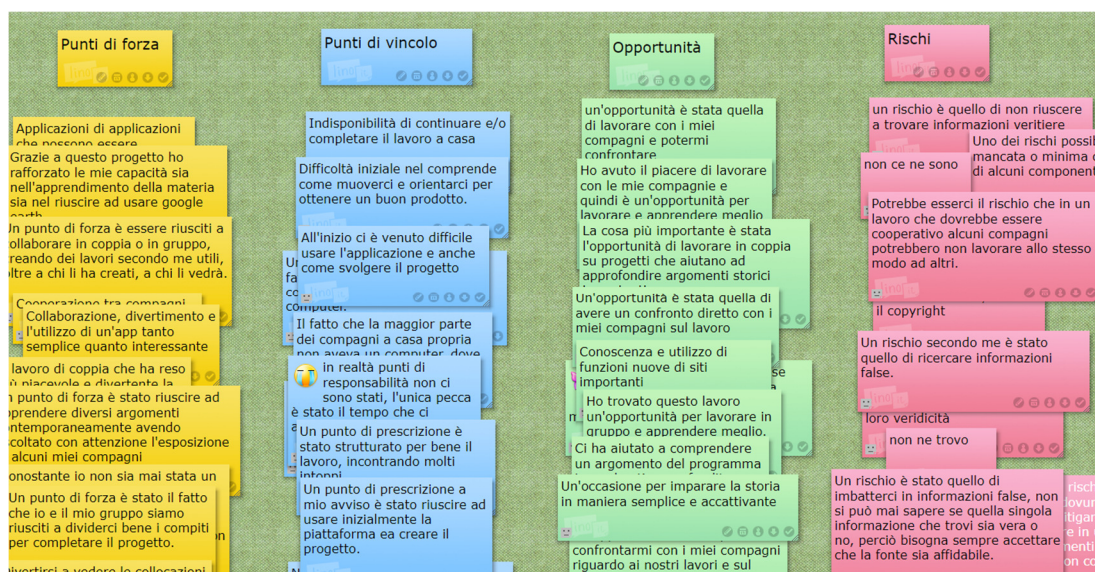 Punti di forza
Applicazioni di applicazioni
che possono essere
Grazie a questo progetto ho
rafforzato le mie capacità sia
nell'apprendimento della materia
sia nel riuscire ad usare google
earth
Un punto di forza è essere riusciti a
collaborare in coppia o in gruppo,
creando dei lavori secondo me utili,
oltre a chi li ha creati, a chi li vedrà.
Cooperazione tra compagni
Collaborazione, divertimento e
l'utilizzo di un'app tanto
semplice quanto interessante
lavoro di coppia che ha reso
piacevole e divertente la
punto di forza è stato riuscire ad
apprendere diversi argomenti
contemporaneamente avendo
ascoltato con attenzione l'esposizione
alcuni miei compagni
nonostante io non sia mai stata un
Un punto di forza è stato il fatto
che io e il mio gruppo siamo
riusciti a dividerci bene i compiti
per completare il progetto.
Divertirsi a vedere le collocazioni
Punti di vincolo
Indisponibilità di continuare e/o
completare il lavoro a casa
Difficoltà iniziale nel comprende
come muoverci e orientarci per
ottenere un buon prodotto.
All'inizio ci è venuto difficile
usare l'applicazione e anche
come svolgere il progetto
computer.
Il fatto che la maggior parte
dei compagni a casa propria
non aveva un computer, dove
in realtà punti di
responsabilità non ci
sono stati, l'unica pecca
è stato il tempo che ci
Un punto di prescrizione è
stato strutturato per bene il
lavoro, incontrando molti
intoppi
Un punto di prescrizione a
mio avviso è stato riuscire ad
usare inizialmente la
piattaforma ea creare il
progetto.
Opportunità
un'opportunità è stata quella
di lavorare con i miei
compagni e potermi
confrontare
Ho avuto il piacere di lavorare
con le mie compagnie e
quindi è un'opportunità per
lavorare e apprendere meglio
La cosa più importante è stata
l'opportunità di lavorare in coppia
su progetti che aiutano ad
approfondire argomenti storici
Un'opportunità è stata quella di
avere un confronto diretto con i
miei compagni sul lavoro
Conoscenza e utilizzo di
funzioni nuove di siti
importanti
Ho trovato questo lavoro
un'opportunità per lavorare in
gruppo e apprendere meglio.
Ci ha aiutato a comprendere
un argomento del programma
Un'occasione per imparare la storia
in maniera semplice e accattivante
confrontarmi con i miei compagni
riguardo ai nostri lavori e sul
Rischi
un rischio è quello di non riuscere
a trovare informazioni veritiere
Uno dei rischi possib
mancata o minima c
di alcuni component
non ce ne sono
Potrebbe esserci il rischio che in un
lavoro che dovrebbe essere
cooperativo alcuni compagni
potrebbero non lavorare allo stesso
modo ad altri.
il copyright
Un rischio secondo me è stato
quello di ricercare informazioni
false.
loro veridicità
non ne trovo
Un rischio è stato quello di
imbatterci in informazioni false, non
si può mai sapere se quella singola
informazione che trovi sia vera o
no, perciò bisogna sempre accettare
che la fonte sia affidabile.